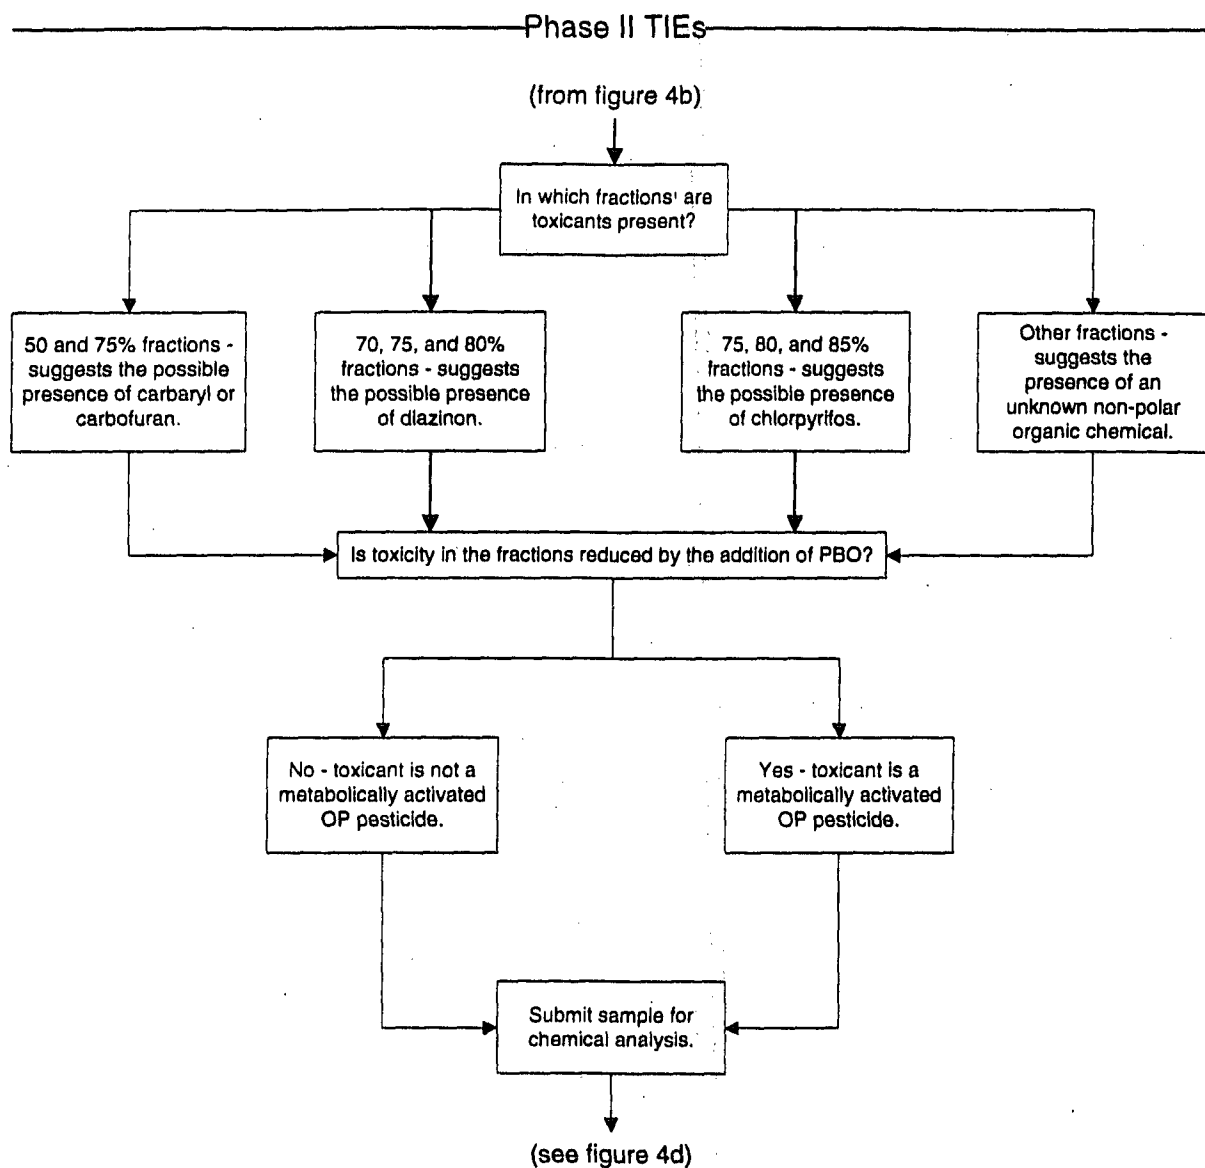 Phase II TIEs
(from figure 4b)
In which fractions¹ are
toxicants present?
50 and 75% fractions -
suggests the possible
presence of carbaryl or
carbofuran.
70, 75, and 80%
fractions - suggests
the possible presence
of diazinon.
75, 80, and 85%
fractions - suggests
the possible presence
of chlorpyrifos.
Other fractions -
suggests the
presence of an
unknown non-polar
organic chemical.
Is toxicity in the fractions reduced by the addition of PBO?
No - toxicant is not a
metabolically activated
OP pesticide.
Yes - toxicant is a
metabolically activated
OP pesticide.
Submit sample for
chemical analysis.
(see figure 4d)